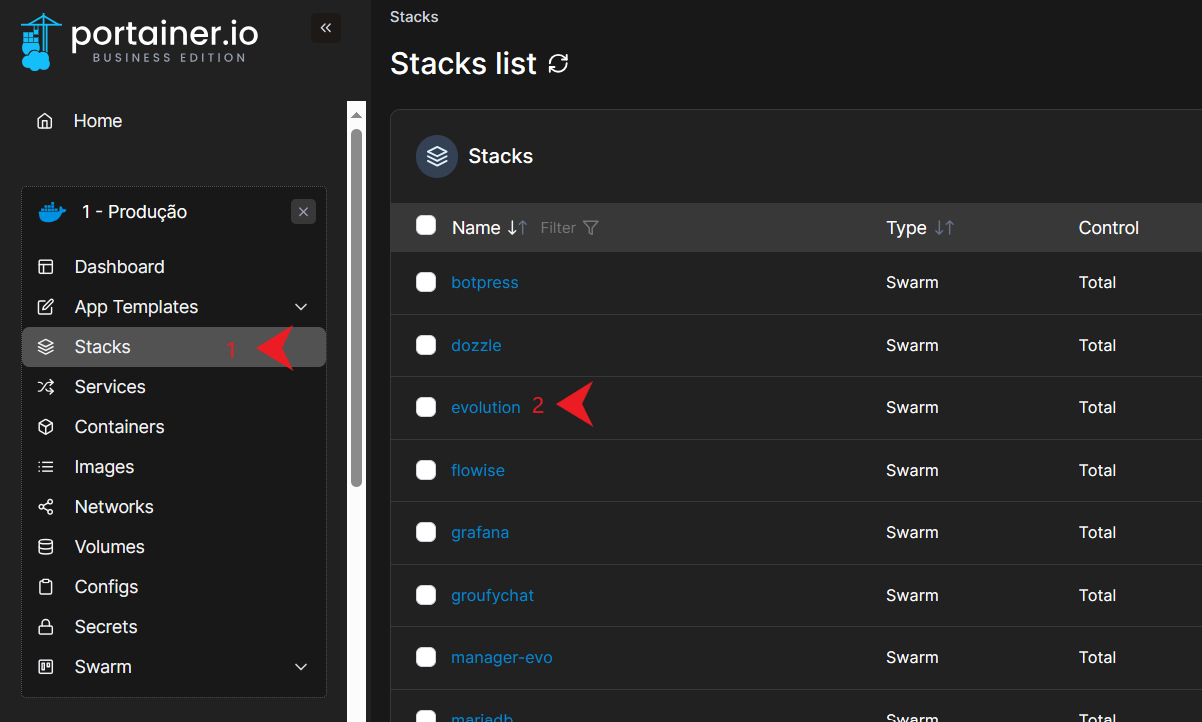 portainer.io
BUSINESS EDITION
Home
1 - Produção
Dashboard
App Templates
Stacks 1
Services
Containers
Images
Networks
Volumes
Configs
Secrets
Swarm
Stacks
Stacks list
Stacks
Name Filter Type Control
botpress Swarm Total
dozzle Swarm Total
evolution 2 Swarm Total
flowise Swarm Total
grafana Swarm Total
groufychat Swarm Total
manager-evo Swarm Total
mariadb Swarm Total